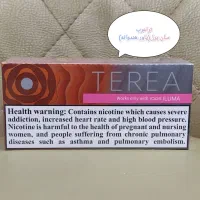 TEREA
Works only with IQOS ILUMA
Health warning: Contains nicotine which causes severe
addiction, increased heart rate and high blood pressure.
Nicotine is harmful to the health of pregnant and nursing
women, and people suffering from chronic pulmonary
diseases such as asthma and pulmonary embolism.